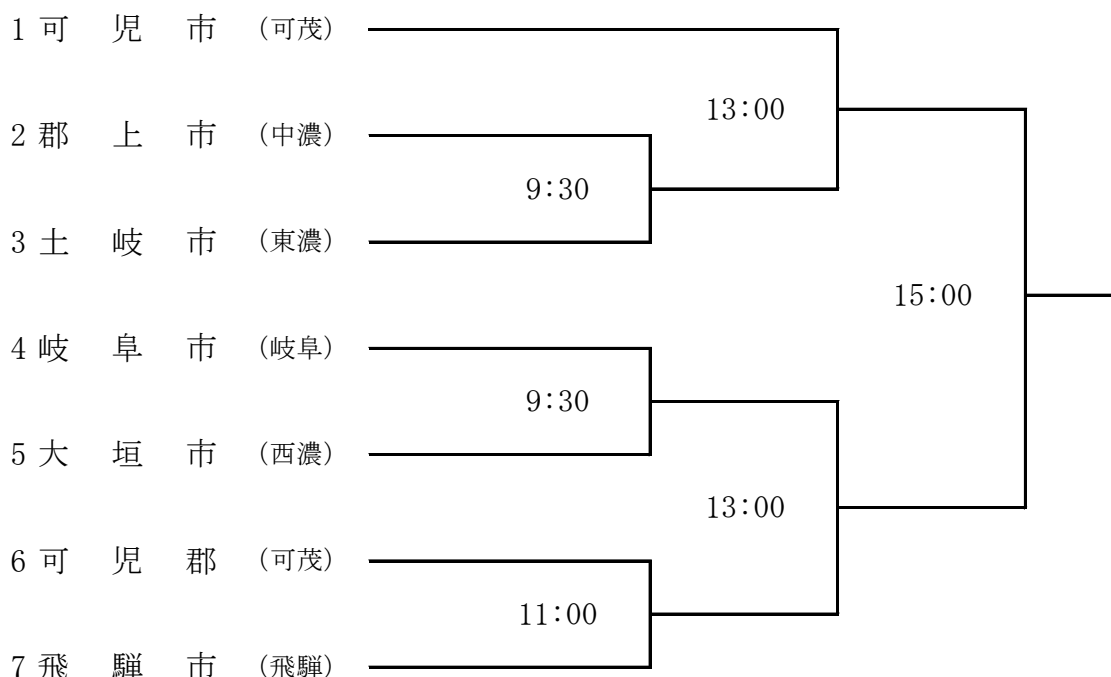 1 可 児 市 (可茂)
13:00
2 郡 上 市 (中濃)
9:30
3 土 岐 市 (東濃)
15:00
4 岐 阜 市 (岐阜)
9:30
5 大 垣 市 (西濃)
13:00
6 可 児 郡 (可茂)
11:00
7 飛 騨 市 (飛騨)